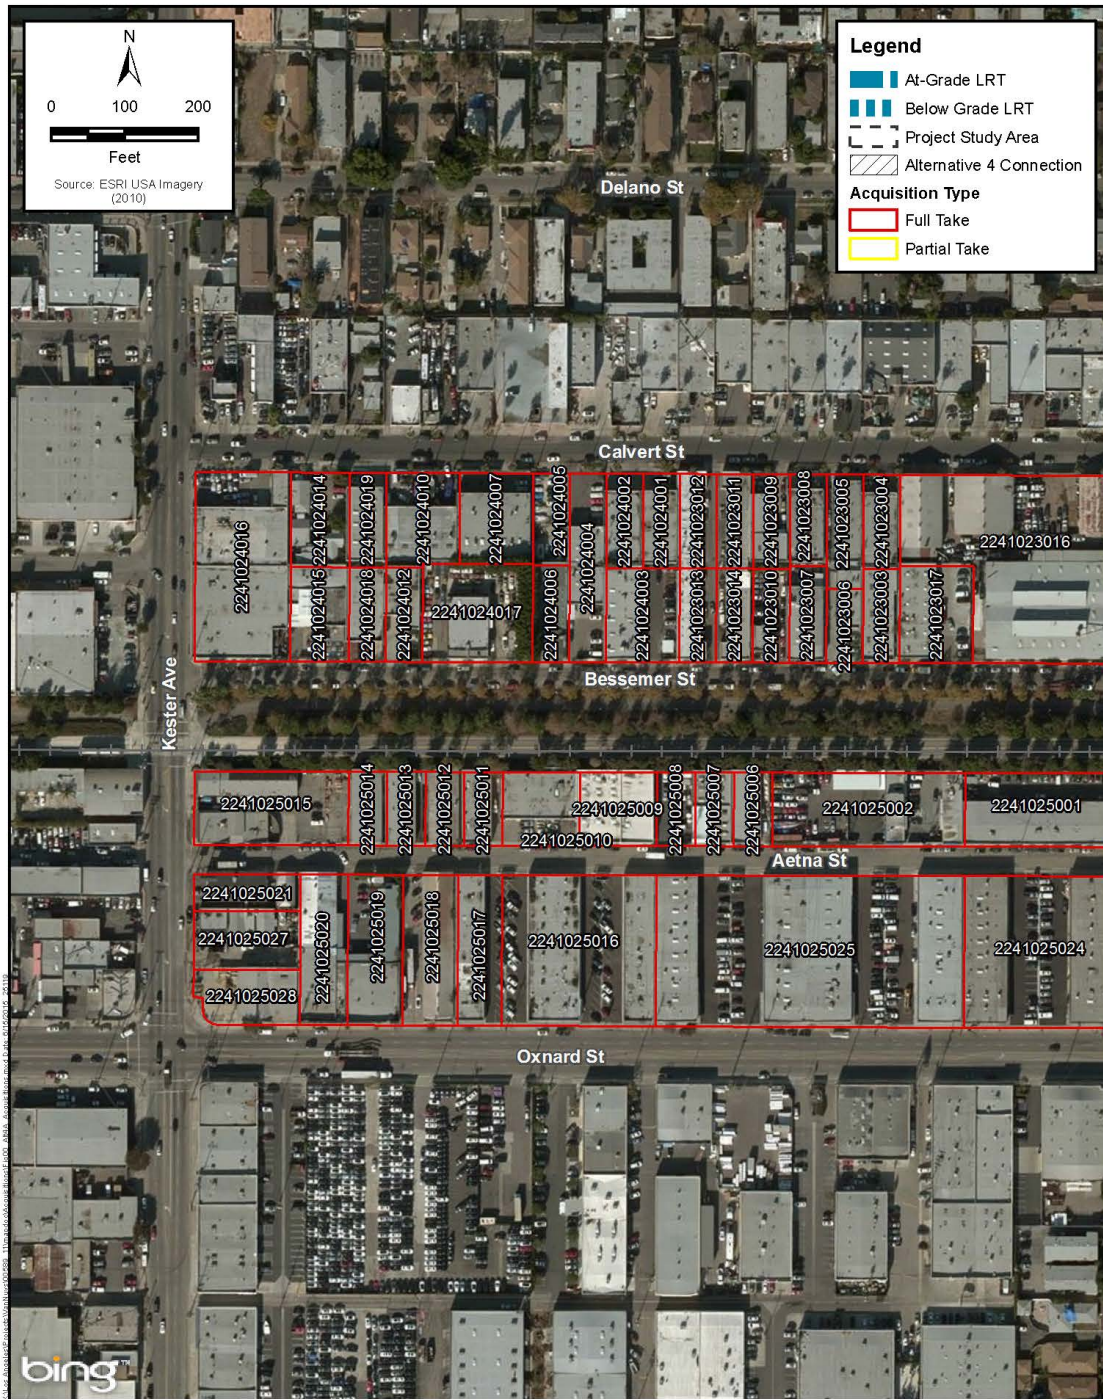 N
0 100 200
Feet
Source: ESRI USA Imagery
(2010)
Legend
At-Grade LRT
Below Grade LRT
Project Study Area
Alternative 4 Connection
Acquisition Type
Full Take
Partial Take
Delano St
Calvert St
2241024016
2241024014
2241024019
2241024010
2241024007
2241024005
2241024004
2241024002
2241024001
2241023012
2241023011
2241023009
2241023008
2241023005
2241023004
2241023016
2241024015
2241024018
2241024012
2241024017
2241024006
2241024003
2241023013
2241023014
2241023010
2241023007
2241023006
2241023003
2241023017
Bessemer St
Kester Ave
2241025015
2241025014
2241025013
2241025012
2241025011
2241025010
2241025009
2241025008
2241025007
2241025006
2241025002
2241025001
Aetna St
2241025021
2241025027
2241025028
2241025020
2241025019
2241025018
2241025017
2241025016
2241025025
2241025024
Oxnard St
bing™